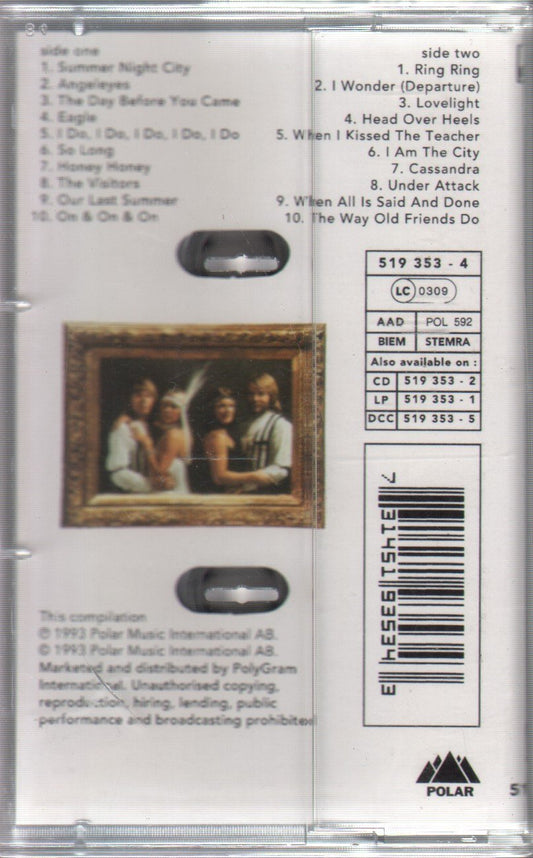 side one
1. Summer Night City
2. Angeleyes
3. The Day Before You Came
4. Eagle
5. I Do, I Do, I Do, I Do, I Do
6. So Long
7. Honey Honey
8. The Visitors
9. Our Last Summer
10. On & On & On
side two
1. Ring Ring
2. I Wonder (Departure)
3. Lovelight
4. Head Over Heels
5. When I Kissed The Teacher
6. I Am The City
7. Cassandra
8. Under Attack
9. When All Is Said And Done
10. The Way Old Friends Do
519 353 - 4
LC 0309
AAD POL 592
BIEM STEMRA
Also available on :
CD 519 353 - 2
LP 519 353 - 1
DCC 519 353 - 5
7 31451 93534 3
This compilation
℗ 1993 Polar Music International AB.
© 1993 Polar Music International AB.
Marketed and distributed by PolyGram
International. Unauthorised copying,
reproduction, hiring, lending, public
performance and broadcasting prohibited
POLAR